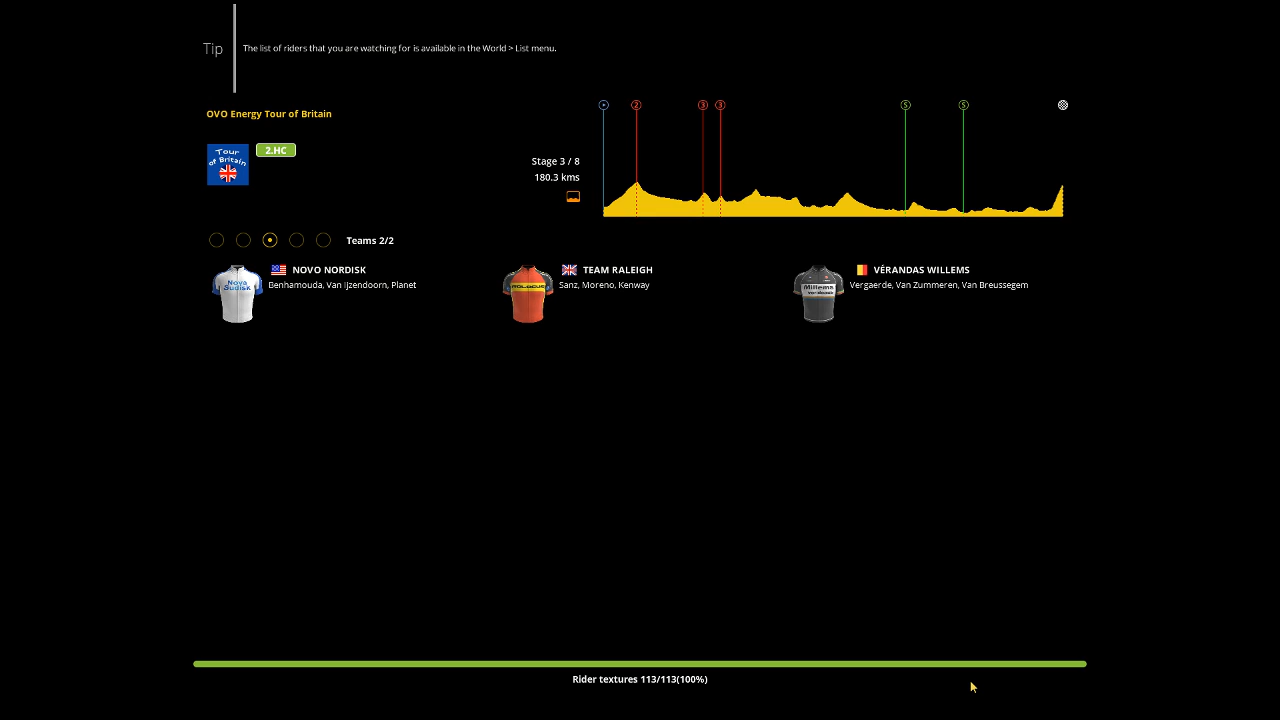 Tip
The list of riders that you are watching for is available in the World > List menu.
OVO Energy Tour of Britain
2 3 3 S S
Tour
of Britain
2.HC
Stage 3 / 8
180.3 kms
Teams 2/2
NOVO NORDISK
Benhamouda, Van Ijzendoorn, Planet
Nova
Sudisk
TEAM RALEIGH
Sanz, Moreno, Kenway
VÉRANDAS WILLEMS
Vergaerde, Van Zummeren, Van Breussegem
Willems
Rider textures 113/113(100%)